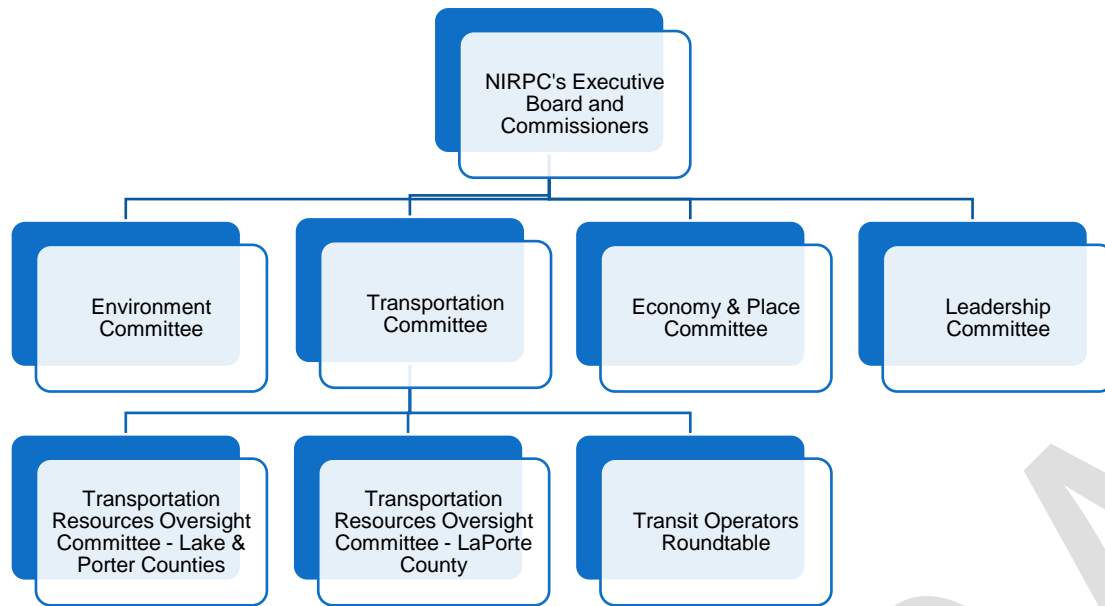 NIRPC's Executive
Board and
Commissioners
Environment
Committee
Transportation
Committee
Economy & Place
Committee
Leadership
Committee
Transportation
Resources Oversight
Committee - Lake &
Porter Counties
Transportation
Resources Oversight
Committee - LaPorte
County
Transit Operators
Roundtable